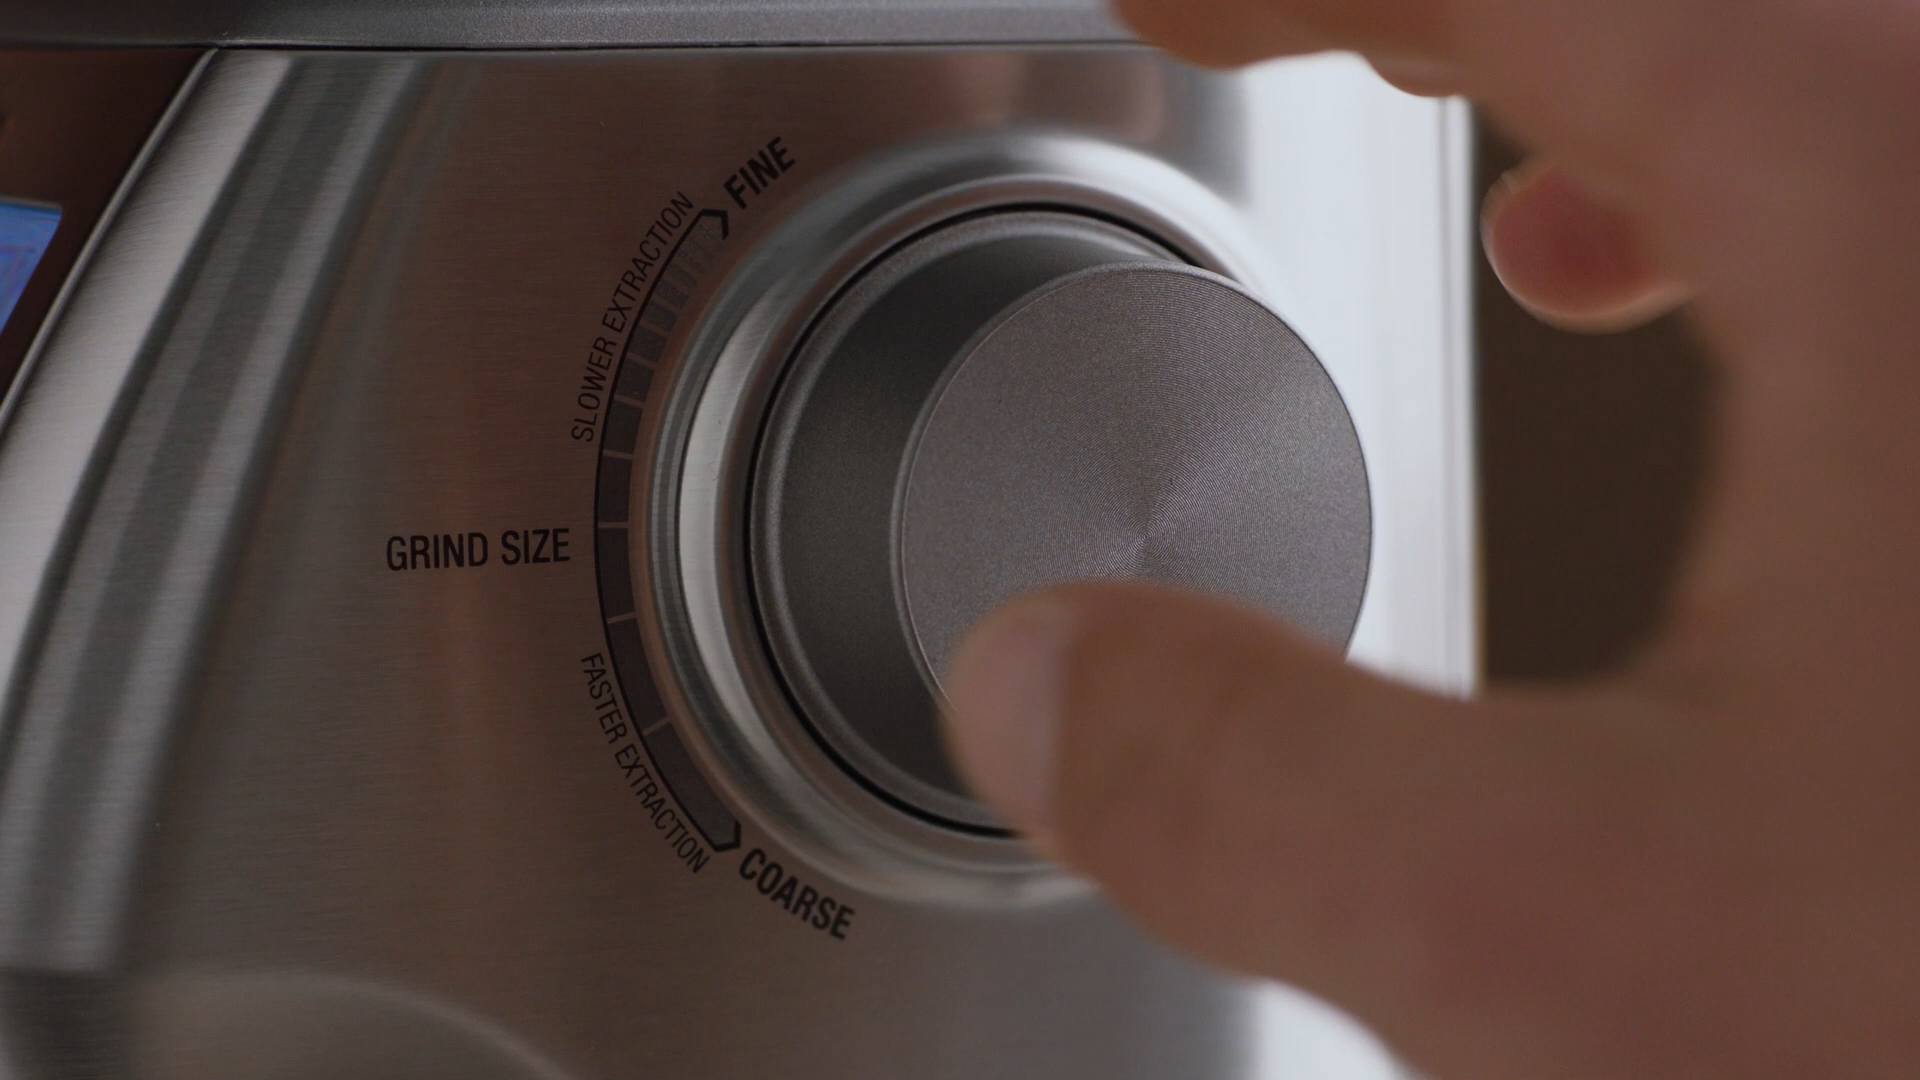 FINE
SLOWER EXTRACTION
GRIND SIZE
FASTER EXTRACTION
COARSE